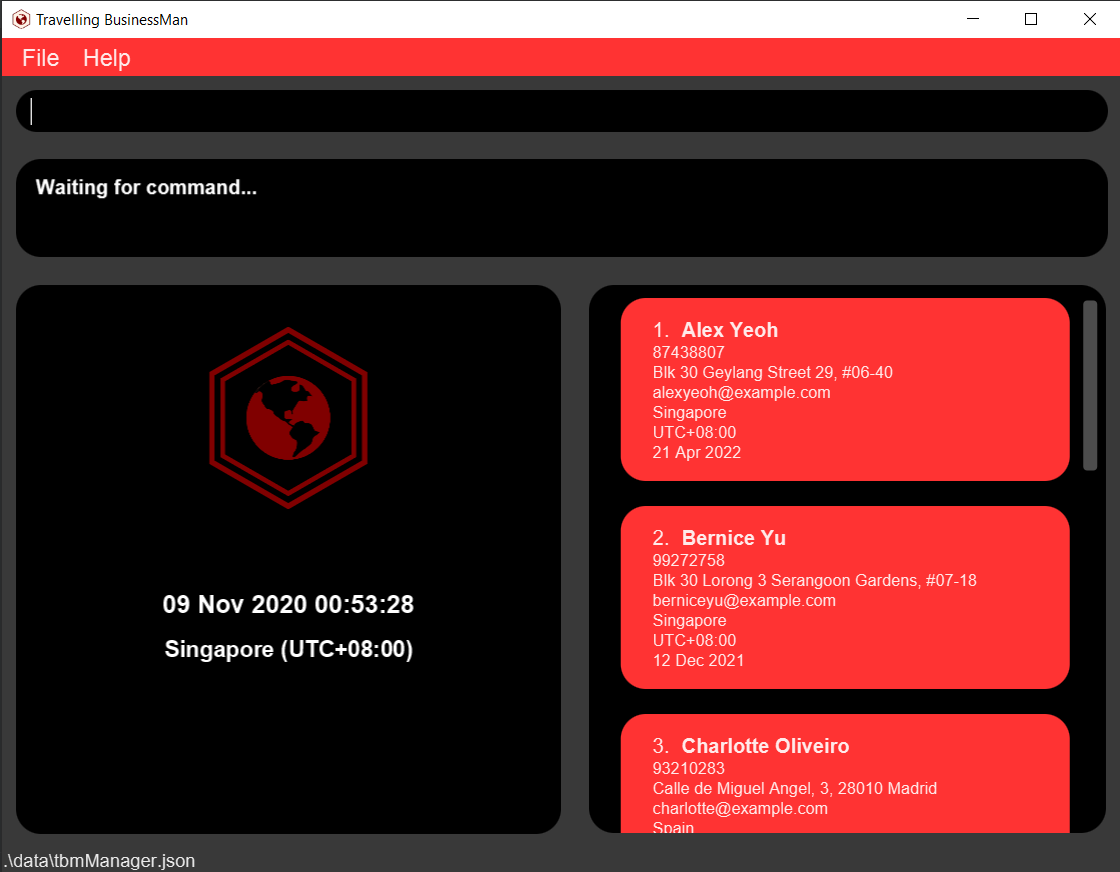 Travelling BusinessMan
File Help
Waiting for command...
09 Nov 2020 00:53:28
Singapore (UTC+08:00)
1. Alex Yeoh
87438807
Blk 30 Geylang Street 29, #06-40
alexyeoh@example.com
Singapore
UTC+08:00
21 Apr 2022
2. Bernice Yu
99272758
Blk 30 Lorong 3 Serangoon Gardens, #07-18
berniceyu@example.com
Singapore
UTC+08:00
12 Dec 2021
3. Charlotte Oliveiro
93210283
Calle de Miguel Angel, 3, 28010 Madrid
charlotte@example.com
Spain
.\data\tbmManager.json